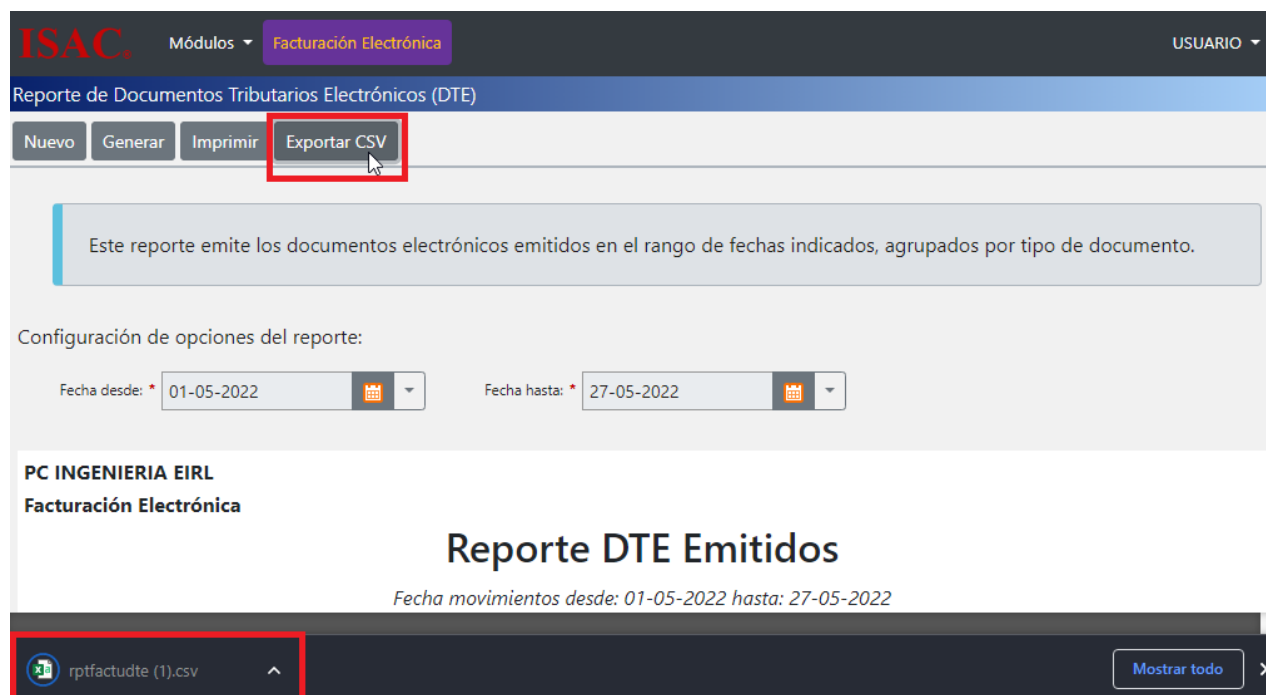 ISAC® Módulos Facturación Electrónica USUARIO
Reporte de Documentos Tributarios Electrónicos (DTE)
Nuevo Generar Imprimir Exportar CSV
Este reporte emite los documentos electrónicos emitidos en el rango de fechas indicados, agrupados por tipo de documento.
Configuración de opciones del reporte:
Fecha desde: * 01-05-2022 Fecha hasta: * 27-05-2022
PC INGENIERIA EIRL
Facturación Electrónica
Reporte DTE Emitidos
Fecha movimientos desde: 01-05-2022 hasta: 27-05-2022
rptfactudte (1).csv Mostrar todo